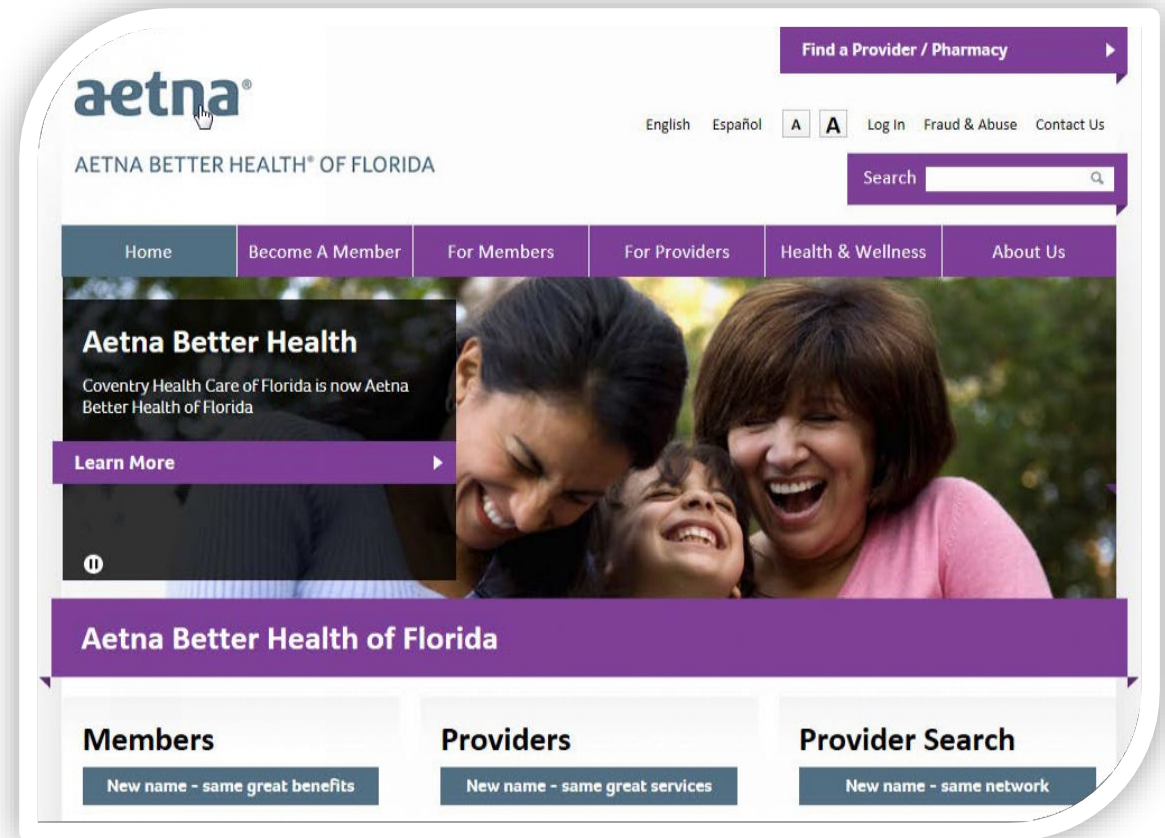 Find a Provider / Pharmacy
aetna®
English Español A A Log In Fraud & Abuse Contact Us
AETNA BETTER HEALTH® OF FLORIDA
Search
Home Become A Member For Members For Providers Health & Wellness About Us
Aetna Better Health
Coventry Health Care of Florida is now Aetna
Better Health of Florida
Learn More
Aetna Better Health of Florida
Members Providers Provider Search
New name - same great benefits New name - same great services New name - same network